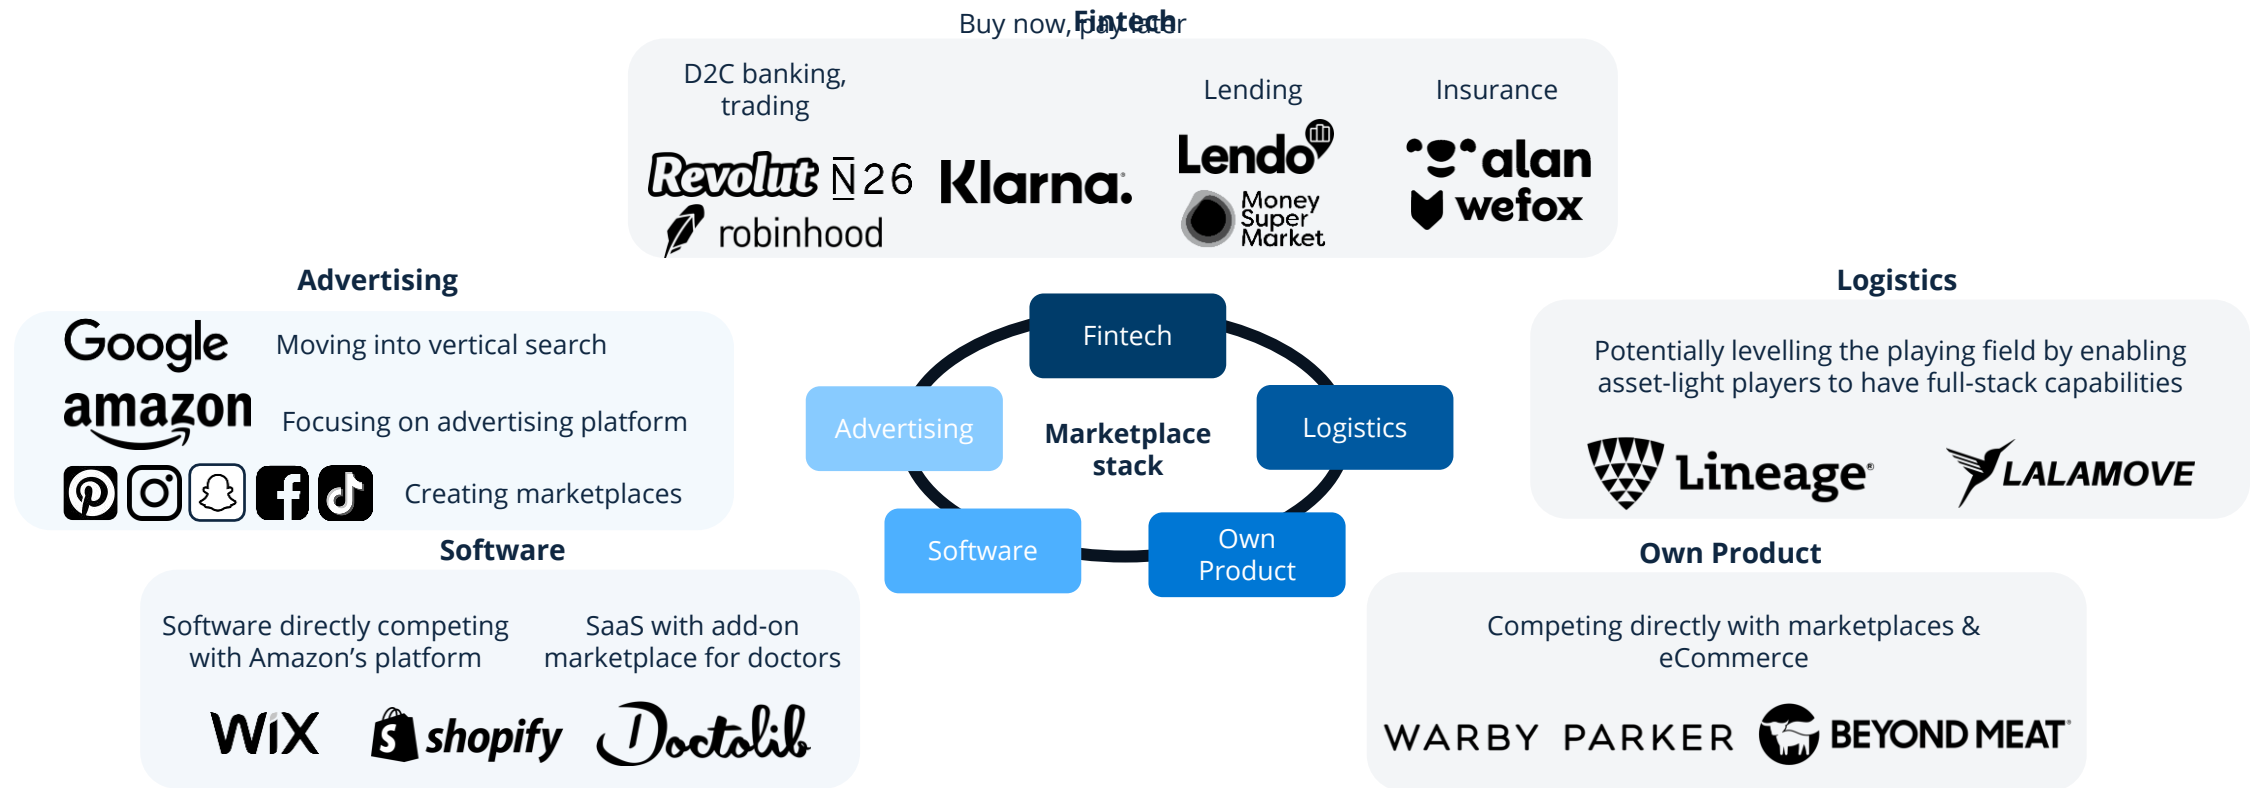 Fintech
Buy now, pay later
D2C banking,
trading
Lending
Insurance
Revolut N26
robinhood
Klarna.
Lendo
Money
Super
Market
alan
wefox
Advertising
Google
Moving into vertical search
amazon
Focusing on advertising platform
Creating marketplaces
Logistics
Potentially levelling the playing field by enabling
asset-light players to have full-stack capabilities
Lineage®
LALAMOVE
Fintech
Advertising
Logistics
Marketplace
stack
Software
Own
Product
Software
Software directly competing
with Amazon’s platform
SaaS with add-on
marketplace for doctors
WiX
shopify
Doctolib
Own Product
Competing directly with marketplaces &
eCommerce
WARBY PARKER
BEYOND MEAT